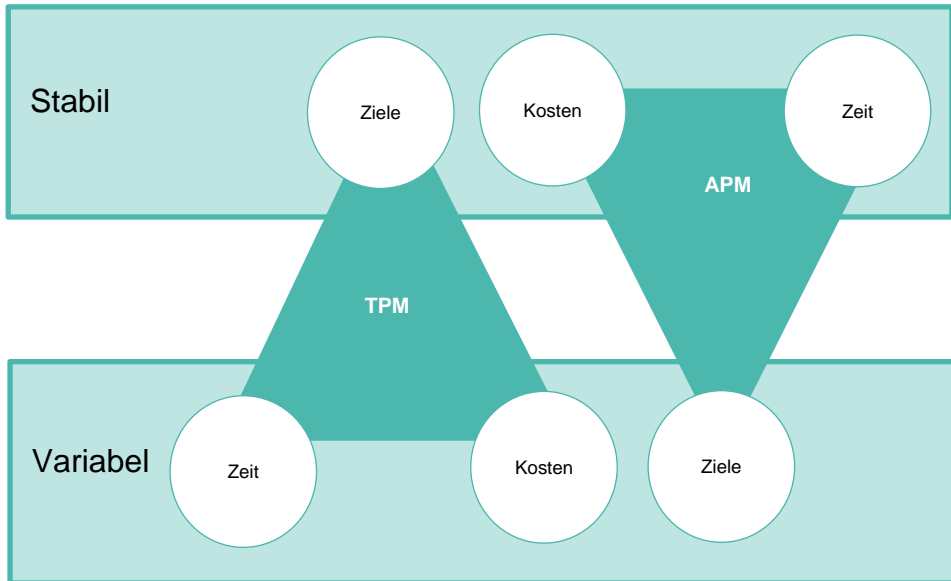 Stabil
Ziele
Kosten
Zeit
APM
TPM
Variabel
Zeit
Kosten
Ziele